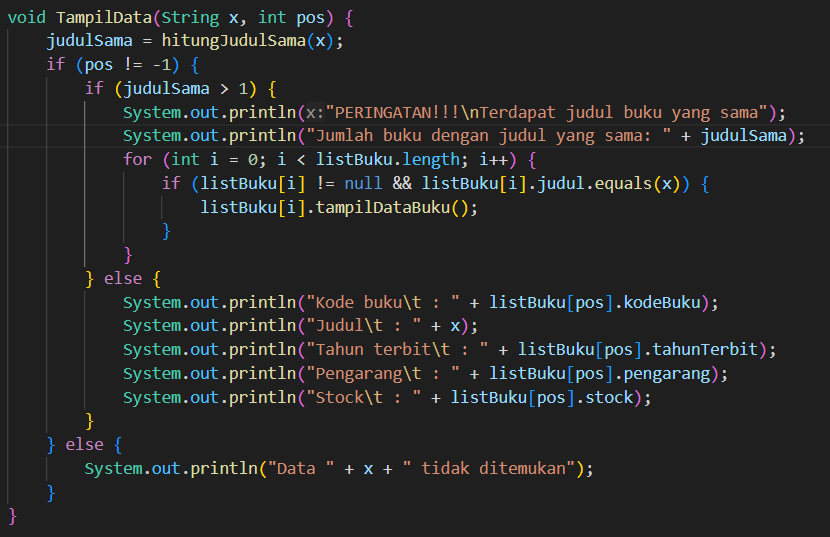 void TampilData(String x, int pos) {
    judulSama = hitungJudulSama(x);
    if (pos != -1) {
        if (judulSama > 1) {
            System.out.println(x:"PERINGATAN!!!\nTerdapat judul buku yang sama");
            System.out.println("Jumlah buku dengan judul yang sama: " + judulSama);
            for (int i = 0; i < listBuku.length; i++) {
                if (listBuku[i] != null && listBuku[i].judul.equals(x)) {
                    listBuku[i].tampilDataBuku();
                }
            }
        } else {
            System.out.println("Kode buku\t : " + listBuku[pos].kodeBuku);
            System.out.println("Judul\t : " + x);
            System.out.println("Tahun terbit\t : " + listBuku[pos].tahunTerbit);
            System.out.println("Pengarang\t : " + listBuku[pos].pengarang);
            System.out.println("Stock\t : " + listBuku[pos].stock);
        }
    } else {
        System.out.println("Data " + x + " tidak ditemukan");
    }
}